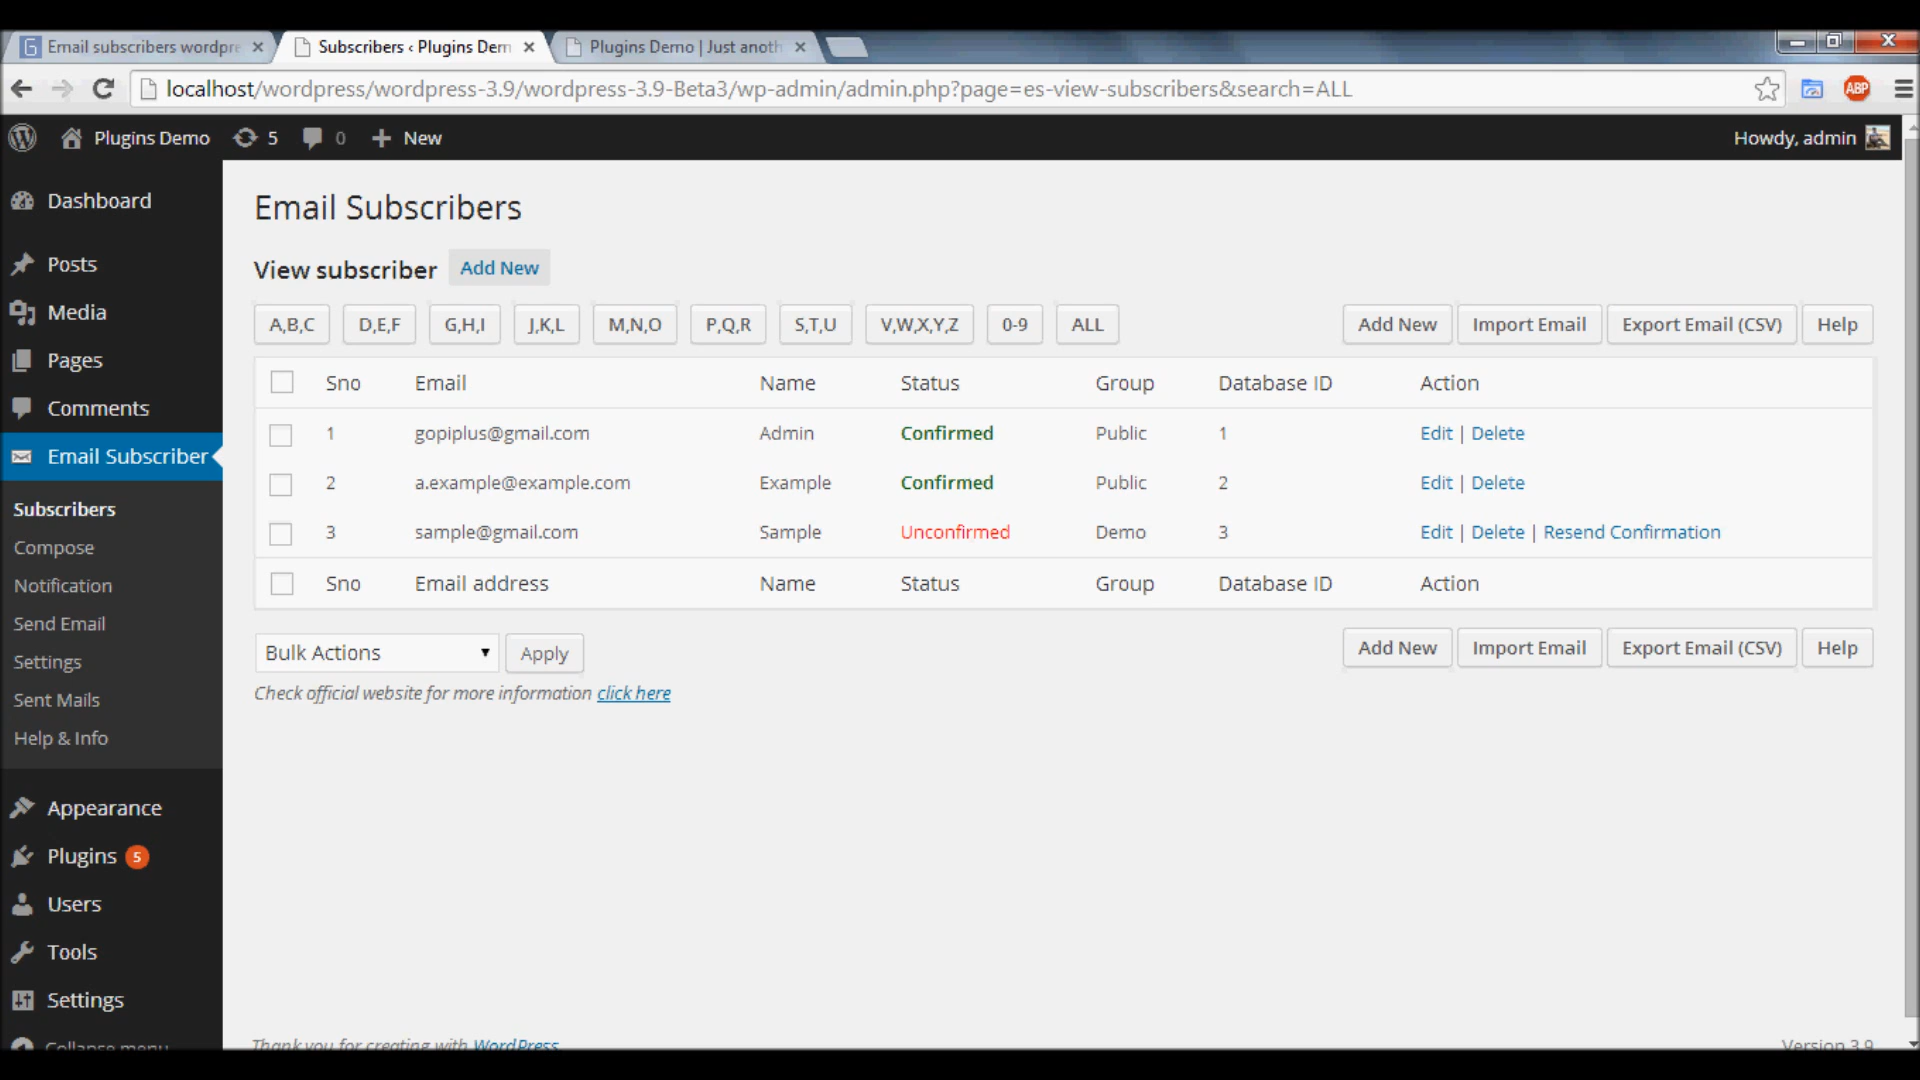 Email subscribers wordpre
Subscribers ‹ Plugins Dem
Plugins Demo | Just anoth
localhost/wordpress/wordpress-3.9/wordpress-3.9-Beta3/wp-admin/admin.php?page=es-view-subscribers&search=ALL
ABP
Plugins Demo 5 0 + New Howdy, admin
Dashboard
Posts
Media
Pages
Comments
Email Subscriber
Subscribers
Compose
Notification
Send Email
Settings
Sent Mails
Help & Info
Appearance
Plugins 5
Users
Tools
Settings
Collapse menu
Email Subscribers
View subscriber Add New
A,B,C D,E,F G,H,I J,K,L M,N,O P,Q,R S,T,U V,W,X,Y,Z 0-9 ALL Add New Import Email Export Email (CSV) Help
Sno Email Name Status Group Database ID Action
1 gopiplus@gmail.com Admin Confirmed Public 1 Edit | Delete
2 a.example@example.com Example Confirmed Public 2 Edit | Delete
3 sample@gmail.com Sample Unconfirmed Demo 3 Edit | Delete | Resend Confirmation
Sno Email address Name Status Group Database ID Action
Bulk Actions Apply Add New Import Email Export Email (CSV) Help
Check official website for more information click here
Thank you for creating with WordPress
Version 3.9